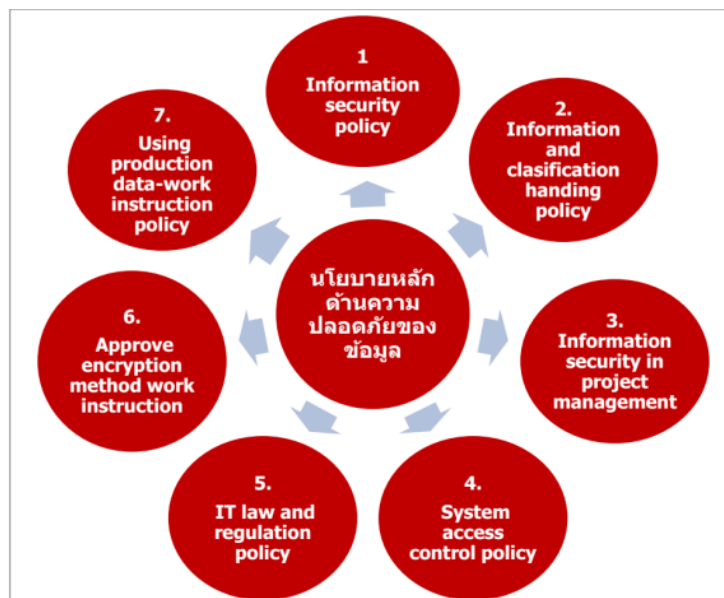 1
Information
security
policy
2.
Information
and
clasification
handing
policy
3.
Information
security in
project
management
4.
System
access
control policy
5.
IT law and
regulation
policy
6.
Approve
encryption
method work
instruction
7.
Using
production
data-work
instruction
policy
นโยบายหลัก
ด้านความ
ปลอดภัยของ
ข้อมูล